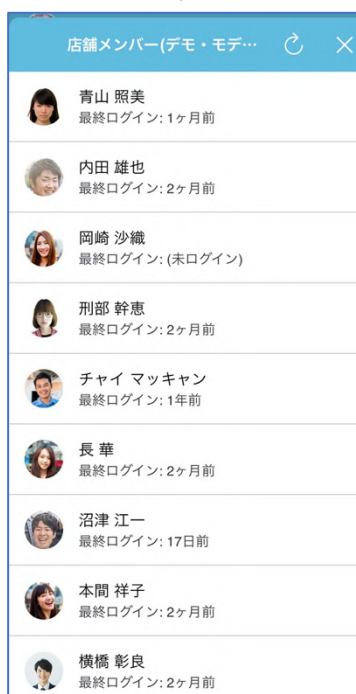 店舗メンバー(デモ・モデ…
青山 照美
最終ログイン: 1ヶ月前
内田 雄也
最終ログイン: 2ヶ月前
岡崎 沙織
最終ログイン: (未ログイン)
刑部 幹恵
最終ログイン: 2ヶ月前
チャイ マッキャン
最終ログイン: 1年前
長 華
最終ログイン: 2ヶ月前
沼津 江一
最終ログイン: 17日前
本間 祥子
最終ログイン: 2ヶ月前
横橋 彰良
最終ログイン: 2ヶ月前